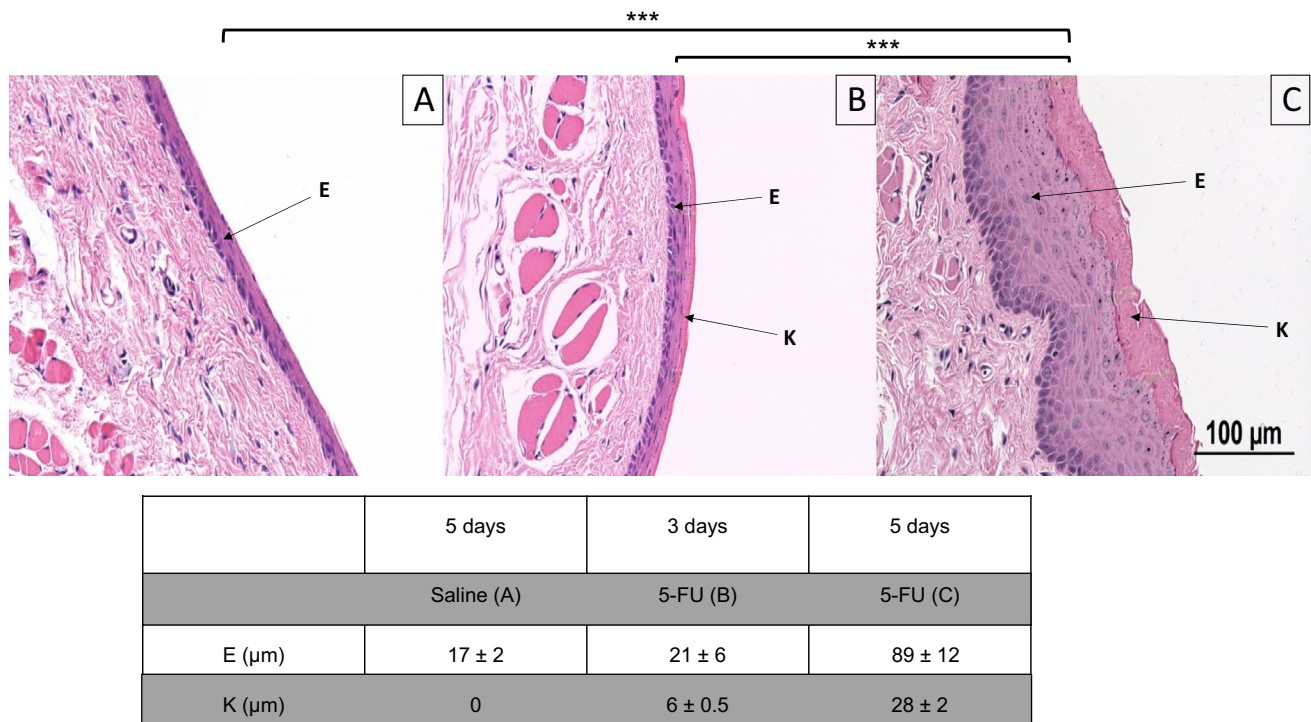 ***
***
A
B
C
E
E
E
K
K
100 µm
5 days 3 days 5 days
Saline (A) 5-FU (B) 5-FU (C)
E (µm) 17 ± 2 21 ± 6 89 ± 12
K (µm) 0 6 ± 0.5 28 ± 2